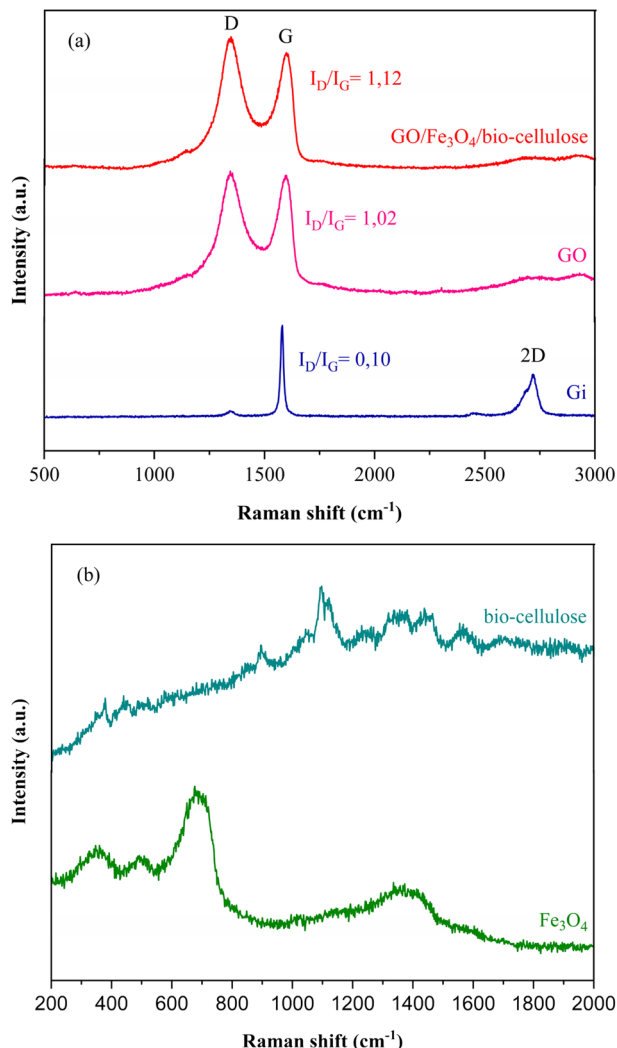 (a)
D
G
I_D/I_G= 1,12
GO/Fe₃O₄/bio-cellulose
I_D/I_G= 1,02
GO
I_D/I_G= 0,10
2D
Gi
Intensity (a.u.)
500 1000 1500 2000 2500 3000
Raman shift (cm⁻¹)
(b)
bio-cellulose
Fe₃O₄
Intensity (a.u.)
200 400 600 800 1000 1200 1400 1600 1800 2000
Raman shift (cm⁻¹)